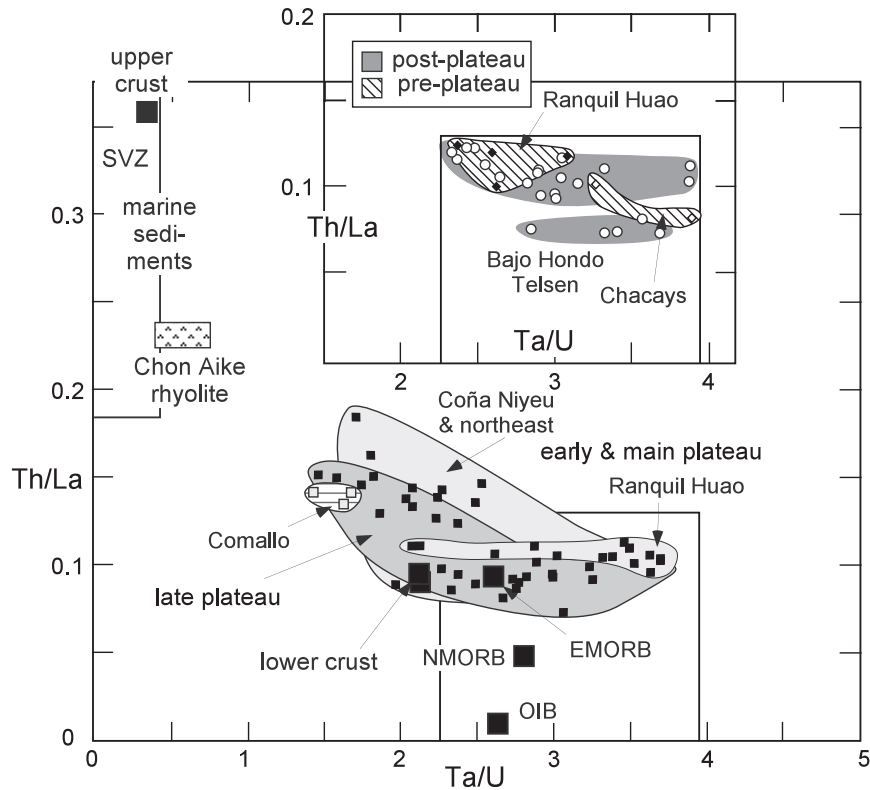 0.2
upper
crust
post-plateau
pre-plateau
Ranquil Huao
SVZ
0.1
marine
sedi-
ments
0.3
Th/La
Bajo Hondo
Telsen
Chacays
Ta/U
Chon Aike
rhyolite
2
3
4
0.2
Coña Niyeu
& northeast
early & main plateau
Th/La
Ranquil Huao
Comallo
0.1
late plateau
lower crust
NMORB
EMORB
OIB
0
0
1
2
3
4
5
Ta/U